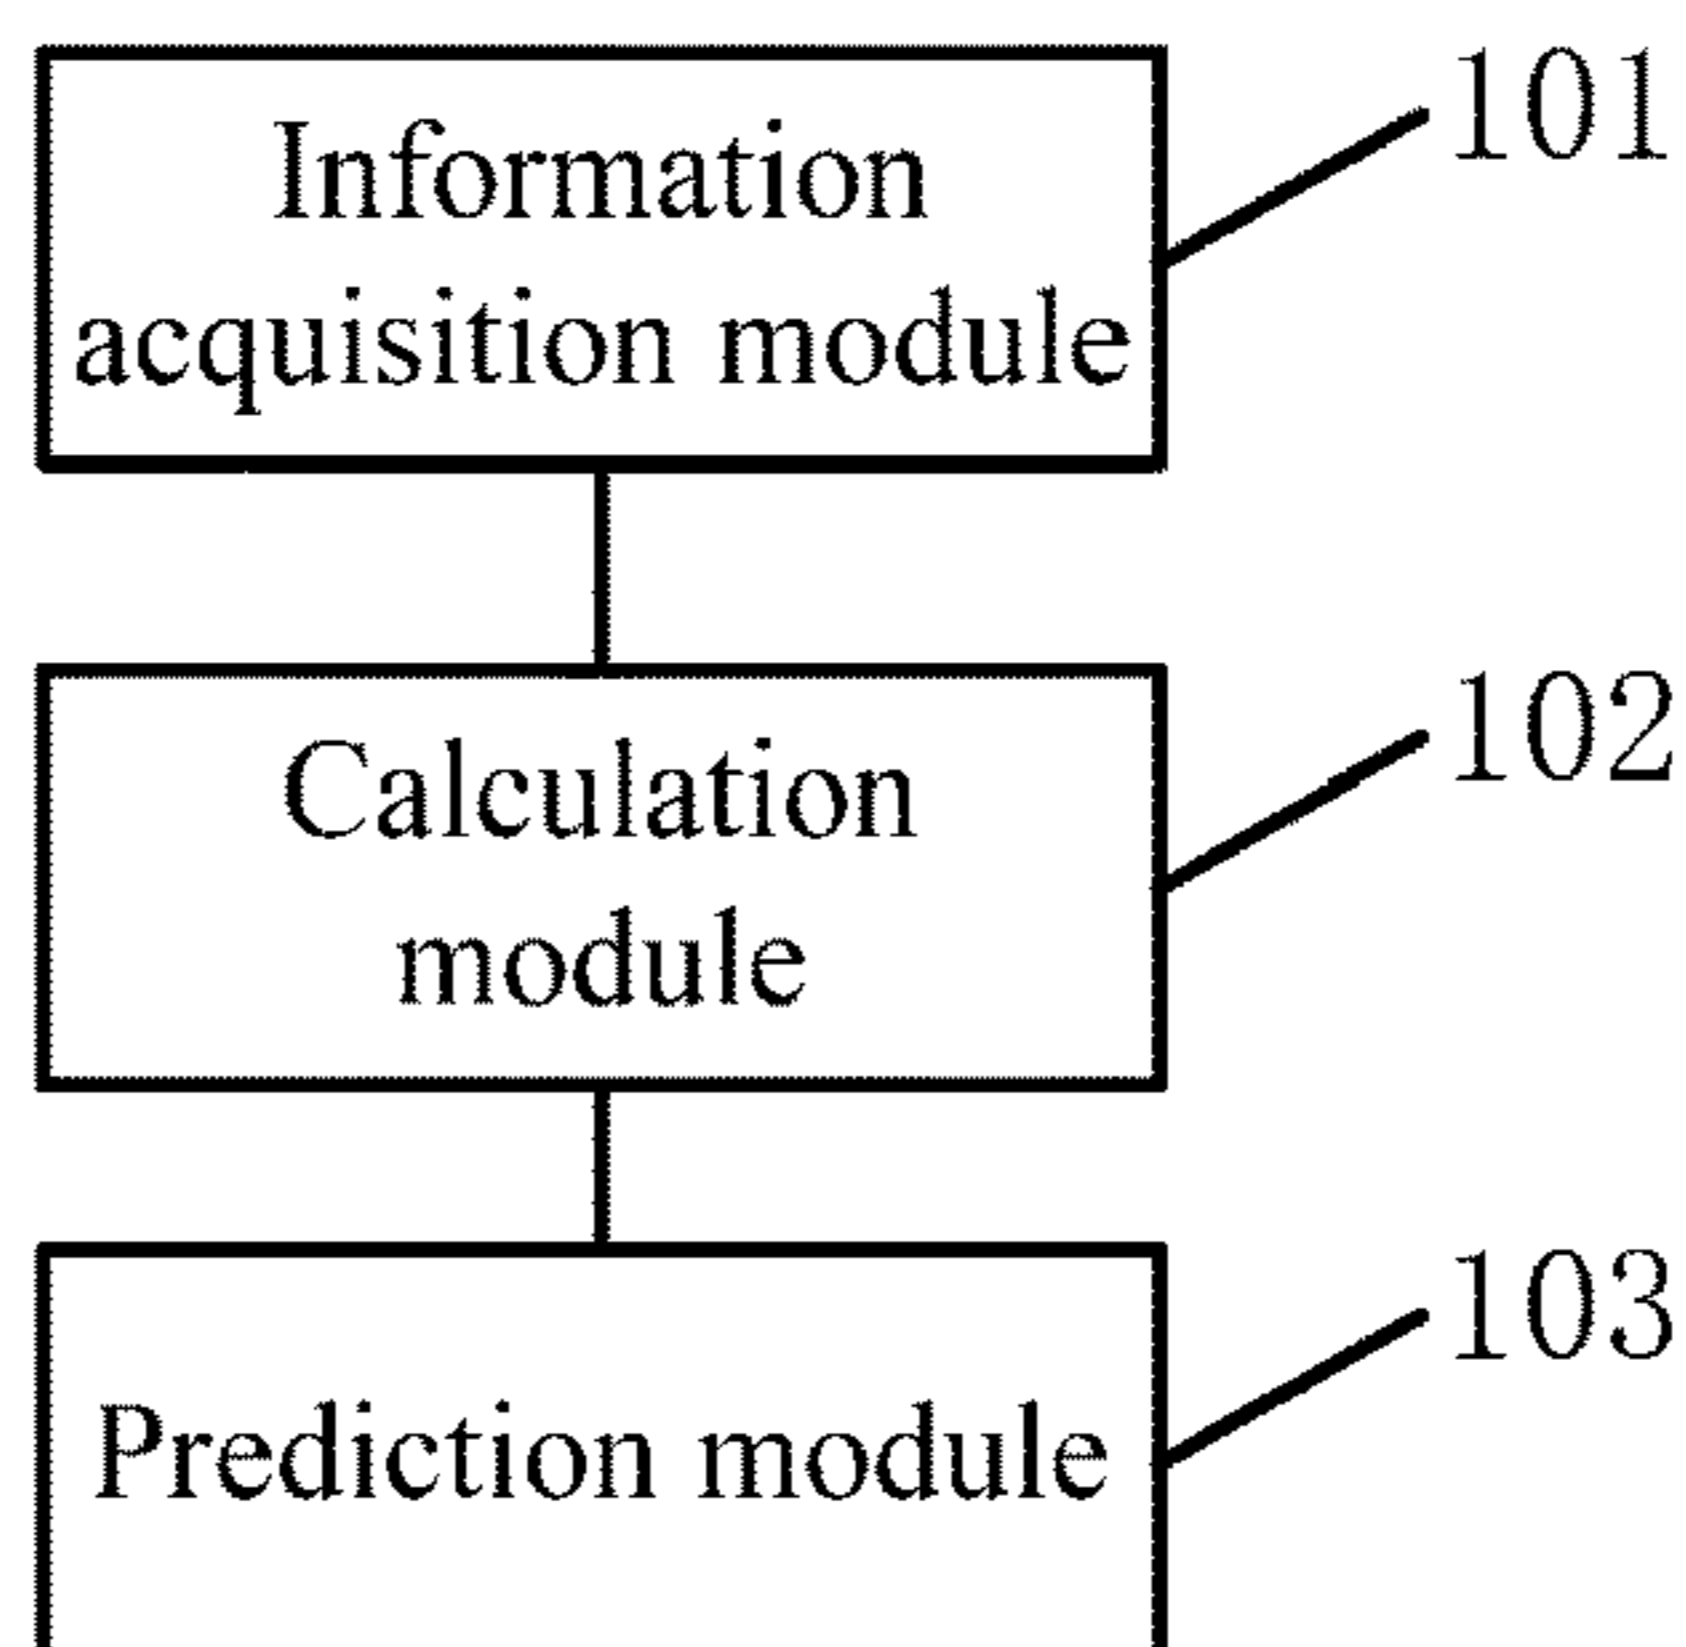 Information
acquisition module
101
Calculation
module
102
Prediction module
103